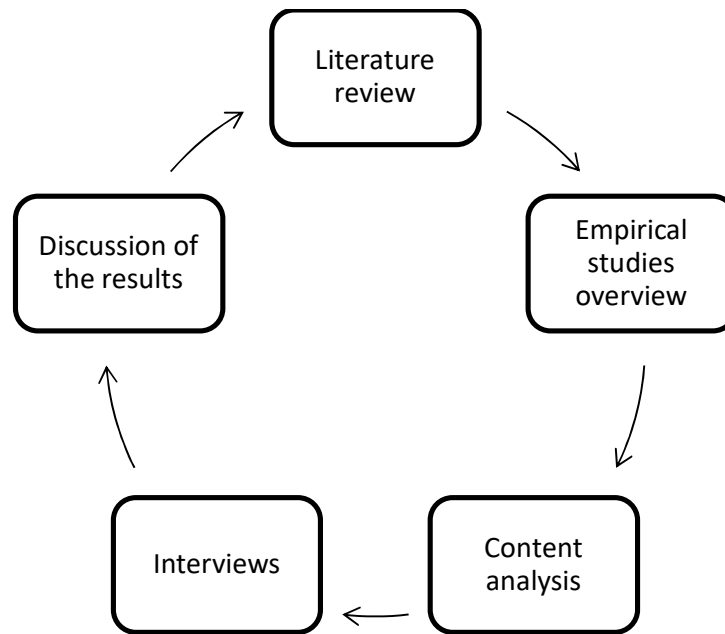 Literature
review
Empirical
studies
overview
Content
analysis
Interviews
Discussion of
the results